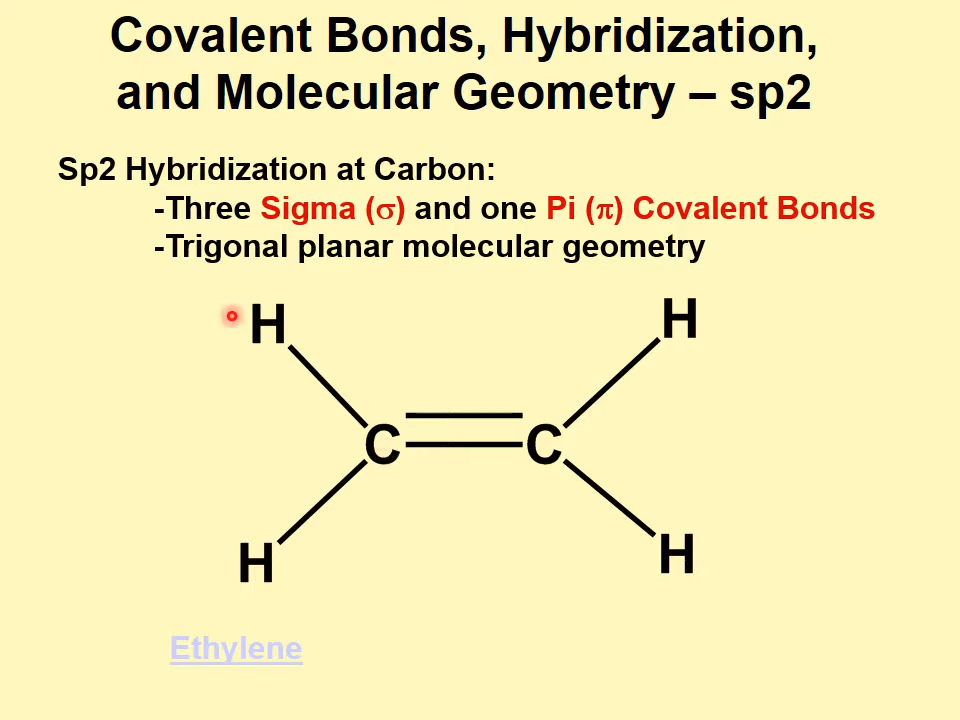 Covalent Bonds, Hybridization,
and Molecular Geometry – sp2
Sp2 Hybridization at Carbon:
-Three Sigma (σ) and one Pi (π) Covalent Bonds
-Trigonal planar molecular geometry
H H
C C
H H
Ethylene